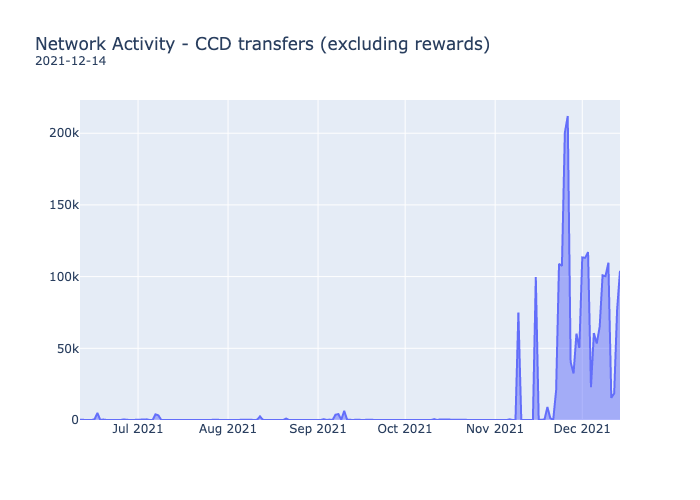 Network Activity - CCD transfers (excluding rewards)
2021-12-14
200k
150k
100k
50k
0
Jul 2021 Aug 2021 Sep 2021 Oct 2021 Nov 2021 Dec 2021